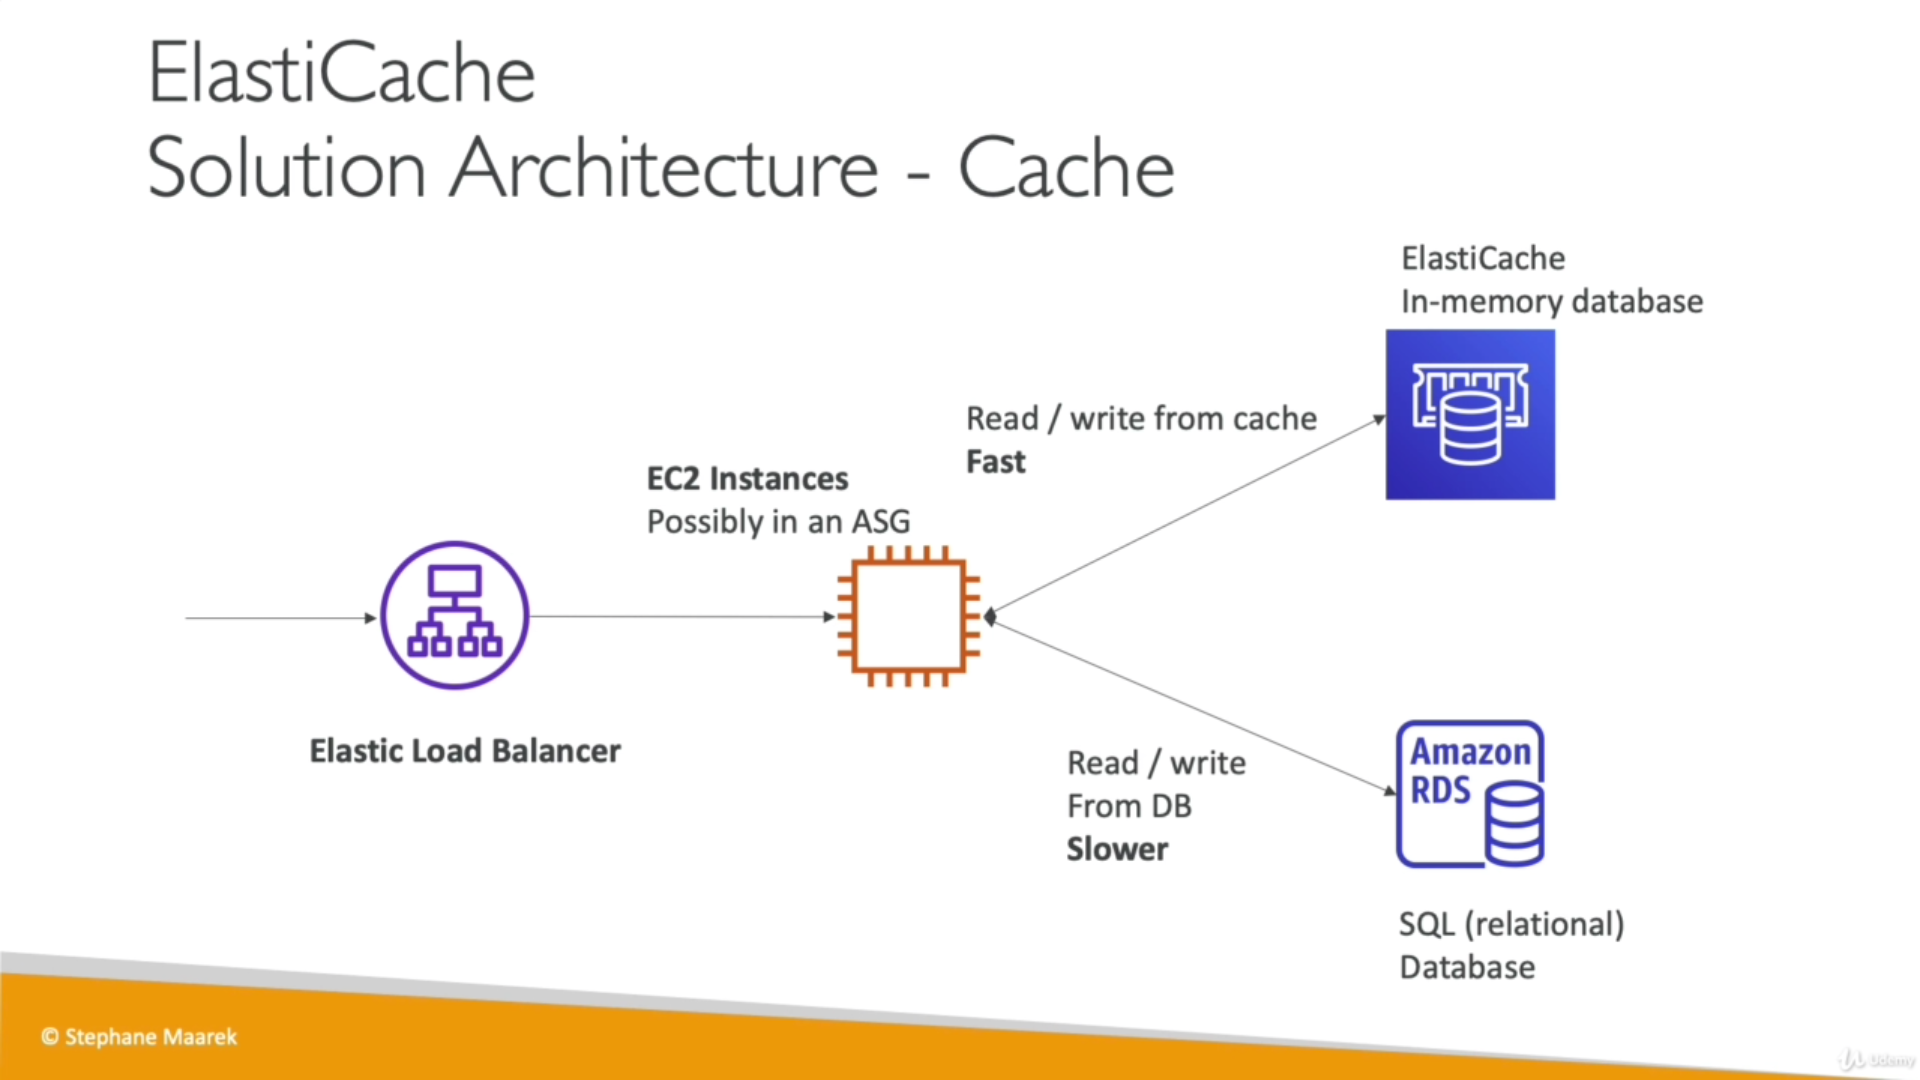 ElastiCache
Solution Architecture - Cache
ElastiCache
In-memory database
Read / write from cache
Fast
EC2 Instances
Possibly in an ASG
Elastic Load Balancer
Read / write
From DB
Slower
Amazon
RDS
SQL (relational)
Database
© Stephane Maarek
Udemy